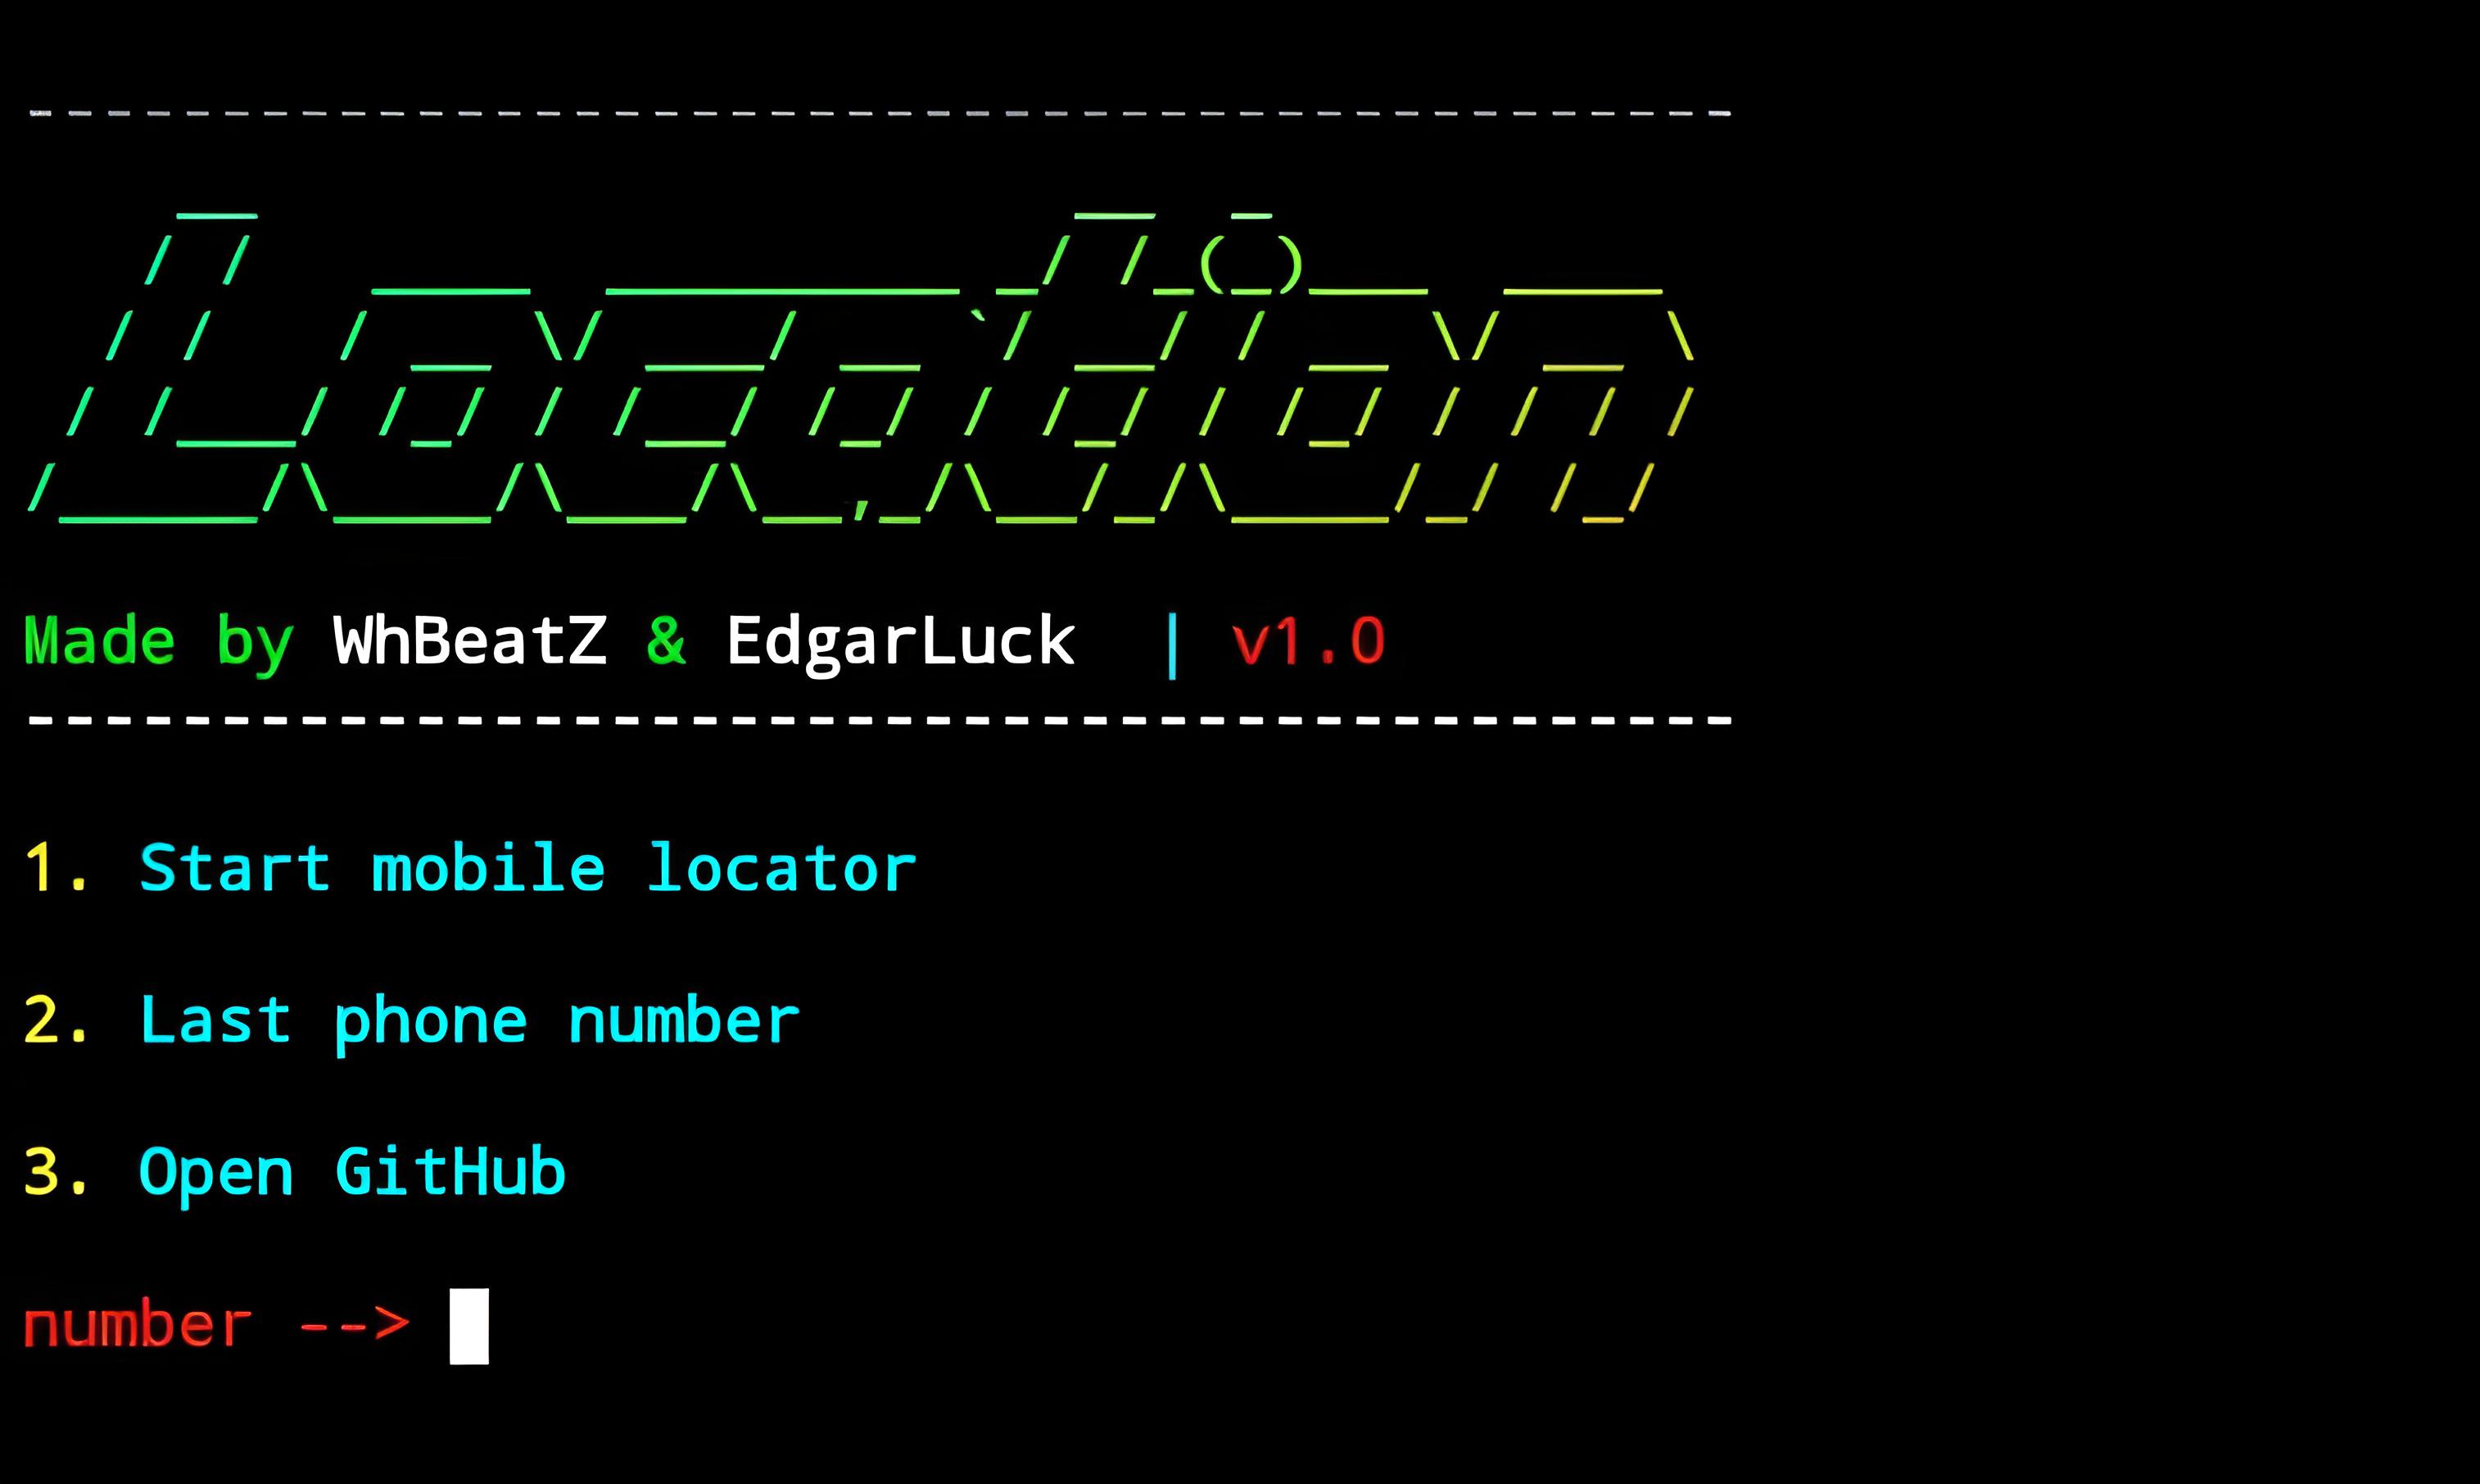 Location
Made by WhBeatZ & EdgarLuck | v1.0
1. Start mobile locator
2. Last phone number
3. Open GitHub
number -->